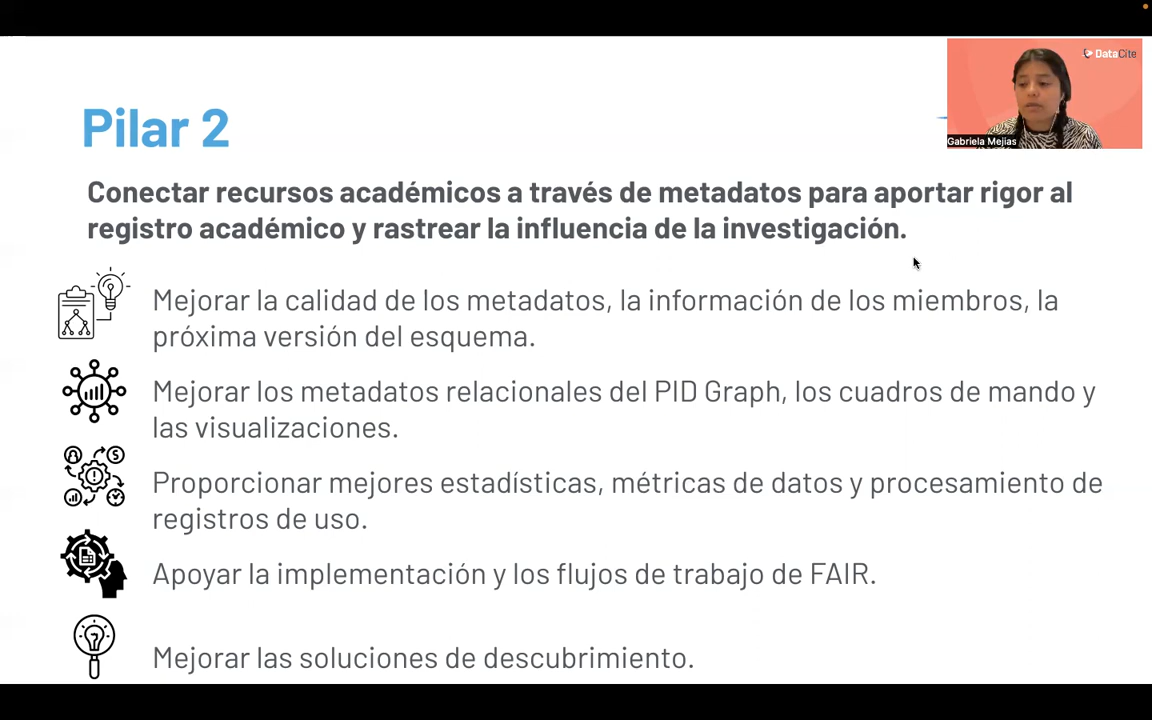 DataCite
Gabriela Mejias
Pilar 2
Conectar recursos académicos a través de metadatos para aportar rigor al
registro académico y rastrear la influencia de la investigación.
Mejorar la calidad de los metadatos, la información de los miembros, la
próxima versión del esquema.
Mejorar los metadatos relacionales del PID Graph, los cuadros de mando y
las visualizaciones.
Proporcionar mejores estadísticas, métricas de datos y procesamiento de
registros de uso.
Apoyar la implementación y los flujos de trabajo de FAIR.
Mejorar las soluciones de descubrimiento.